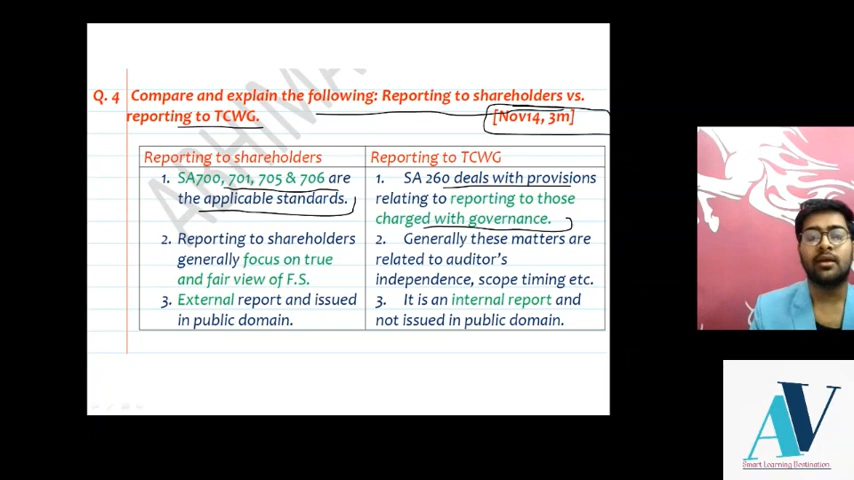 Q. 4 Compare and explain the following: Reporting to shareholders vs.
reporting to TCWG.
[Nov14, 3m]
Reporting to shareholders
1. SA700, 701, 705 & 706 are
the applicable standards.
2. Reporting to shareholders
generally focus on true
and fair view of F.S.
3. External report and issued
in public domain.
Reporting to TCWG
1. SA 260 deals with provisions
relating to reporting to those
charged with governance.
2. Generally these matters are
related to auditor's
independence, scope timing etc.
3. It is an internal report and
not issued in public domain.
ABHIMA
AV
Smart Learning Destination